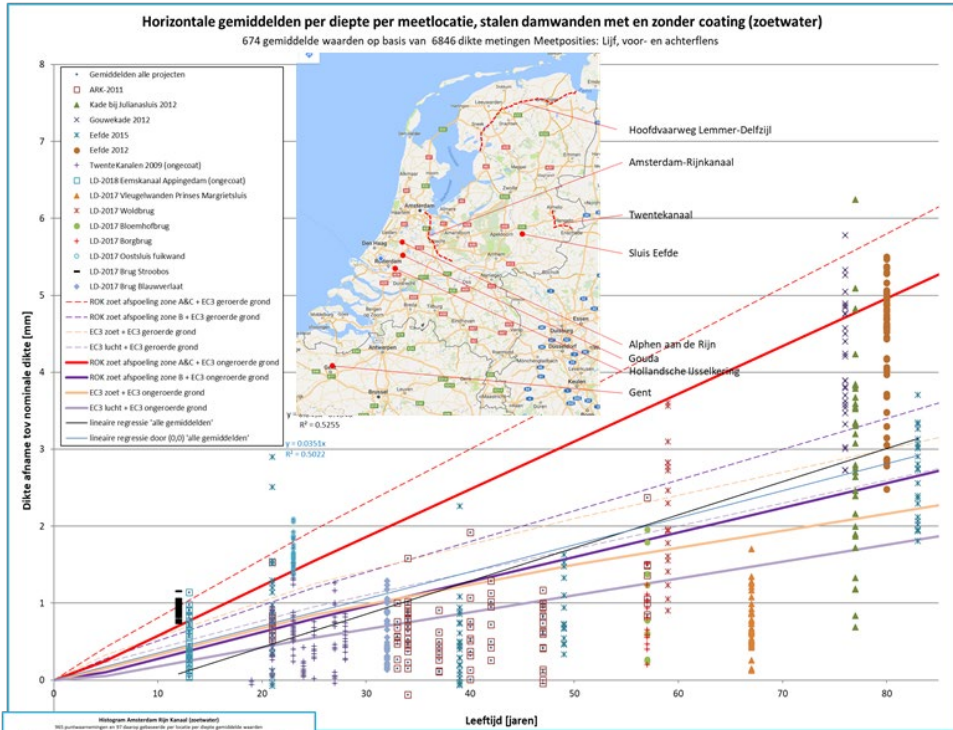 Horizontale gemiddelden per diepte per meetlocatie, stalen damwanden met en zonder coating (zoetwater)
674 gemiddelde waarden op basis van 6846 dikte metingen Meetposities: Lijf, voor- en achterflens
Dikte afname tov nominale dikte [mm]
8
7
6
5
4
3
2
1
0
Gemiddelden alle projecten
ARK-2011
Kade bij Julianasluis 2012
Gouwekade 2012
Eefde 2015
Eefde 2012
TwenteKanalen 2009 (ongecoat)
LD-2018 Eemskanaal Appingedam (ongecoat)
LD-2017 Vleugelwanden Prinses Margrietsluis
LD-2017 Woldbrug
LD-2017 Bloemhofbrug
LD-2017 Borgbrug
LD-2017 Oostsluis fuikwand
LD-2017 Brug Stroobos
LD-2017 Brug Blauwverlaat
ROK zoet afspoeling zone A&C + EC3 geroerde grond
ROK zoet afspoeling zone B + EC3 geroerde grond
EC3 zoet + EC3 geroerde grond
EC3 lucht + EC3 geroerde grond
ROK zoet afspoeling zone A&C + EC3 ongeroerde grond
ROK zoet afspoeling zone B + EC3 ongeroerde grond
EC3 zoet + EC3 ongeroerde grond
EC3 lucht + EC3 ongeroerde grond
lineaire regressie 'alle gemiddelden'
lineaire regressie door (0,0) 'alle gemiddelden'
Hoofdvaarweg Lemmer-Delfzijl
Amsterdam-Rijnkanaal
Twentekanaal
Sluis Eefde
Alphen aan de Rijn
Gouda
Hollandsche IJsselkering
Gent
Amsterdam
Den Haag
Rotterdam
Antwerpen
Brussel
Essen
Duisburg
Düsseldorf
Keulen
R² = 0.5255
y = 0.0351x
R² = 0.5022
0
10
20
30
40
50
60
70
80
Leeftijd [jaren]
Histogram Amsterdam Rijn Kanaal (zoetwater)